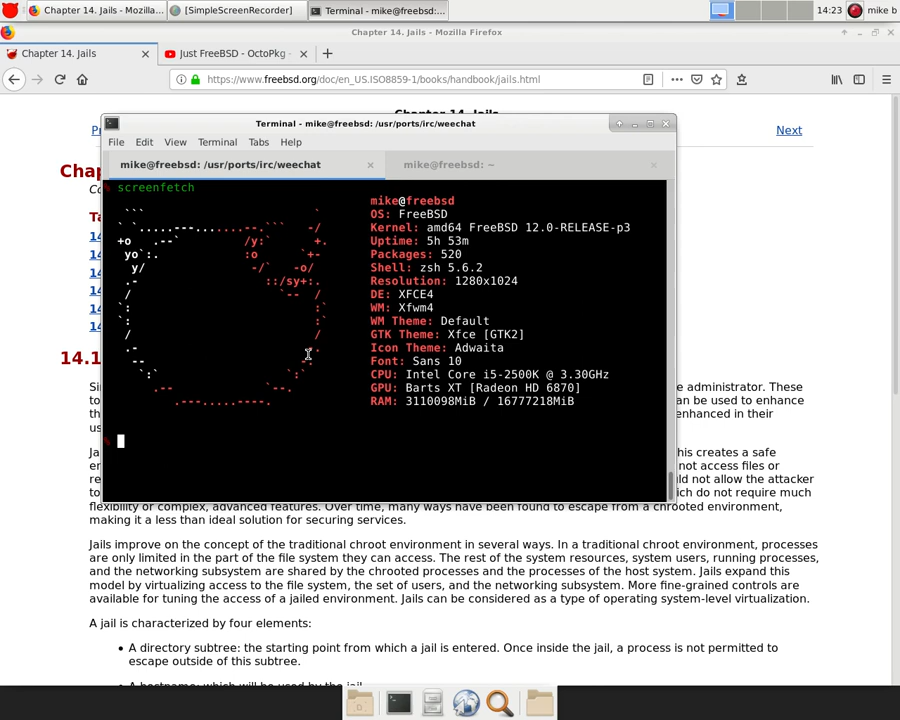 Chapter 14. Jails - Mozilla...
[SimpleScreenRecorder]
Terminal - mike@freebsd:...
14:23
mike b
Chapter 14. Jails - Mozilla Firefox
Chapter 14. Jails
Just FreeBSD - OctoPkg -
https://www.freebsd.org/doc/en_US.ISO8859-1/books/handbook/jails.html
Chapter 14. Jails
Next
Terminal - mike@freebsd: /usr/ports/irc/weechat
File Edit View Terminal Tabs Help
mike@freebsd: /usr/ports/irc/weechat
mike@freebsd: ~
% screenfetch
mike@freebsd
OS: FreeBSD
Kernel: amd64 FreeBSD 12.0-RELEASE-p3
Uptime: 5h 53m
Packages: 520
Shell: zsh 5.6.2
Resolution: 1280x1024
DE: XFCE4
WM: Xfwm4
WM Theme: Default
GTK Theme: Xfce [GTK2]
Icon Theme: Adwaita
Font: Sans 10
CPU: Intel Core i5-2500K @ 3.30GHz
GPU: Barts XT [Radeon HD 6870]
RAM: 3110098MiB / 16777218MiB
%
14.1
e administrator. These
an be used to enhance
enhanced in their
his creates a safe
not access files or
uld not allow the attacker
ich do not require much
flexibility or complex, advanced features. Over time, many ways have been found to escape from a chrooted environment,
making it a less than ideal solution for securing services.
Jails improve on the concept of the traditional chroot environment in several ways. In a traditional chroot environment, processes
are only limited in the part of the file system they can access. The rest of the system resources, system users, running processes,
and the networking subsystem are shared by the chrooted processes and the processes of the host system. Jails expand this
model by virtualizing access to the file system, the set of users, and the networking subsystem. More fine-grained controls are
available for tuning the access of a jailed environment. Jails can be considered as a type of operating system-level virtualization.
A jail is characterized by four elements:
• A directory subtree: the starting point from which a jail is entered. Once inside the jail, a process is not permitted to
escape outside of this subtree.